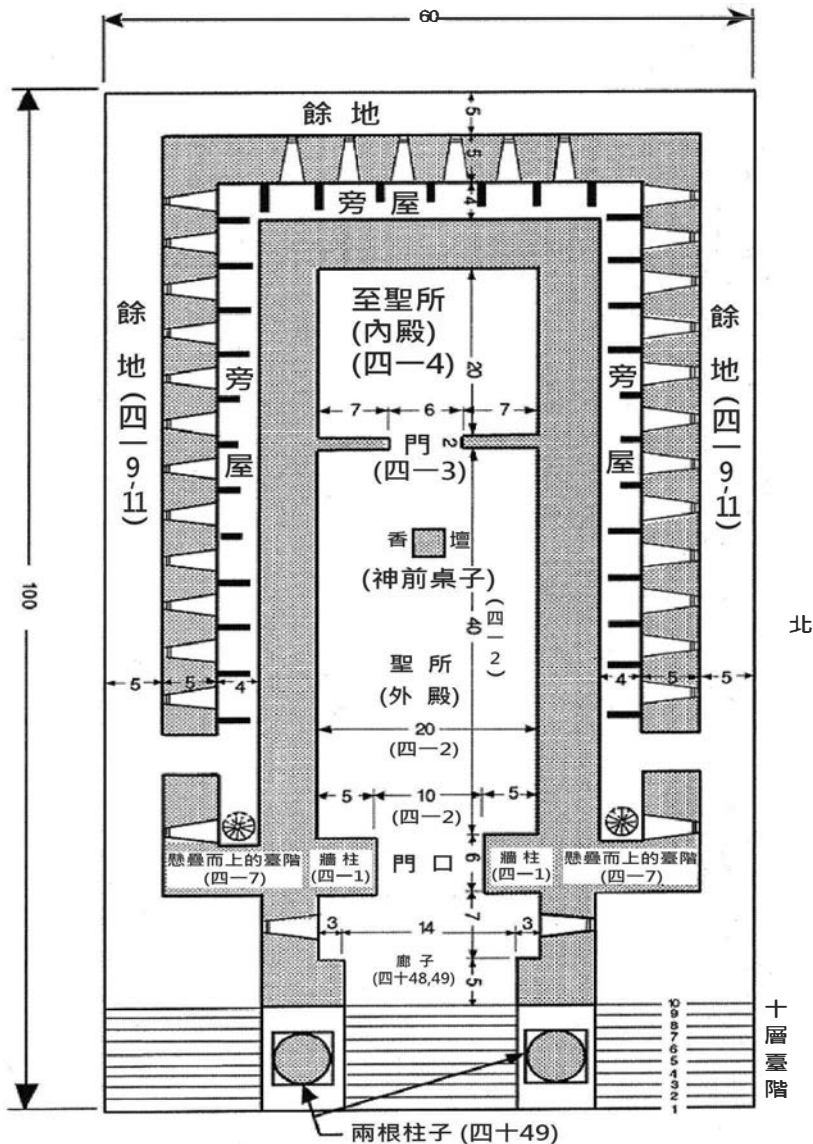 60
餘地
5
5
旁屋
4
至聖所
(內殿)
(四一4)
20
7
6
7
門
2
(四一3)
餘地(四一9,11)
旁屋
旁屋
餘地(四一9,11)
香壇
(神前桌子)
40
(四一2)
100
北
聖所
(外殿)
5
5
4
4
5
5
20
(四一2)
5
10
5
(四一2)
懸疊而上的臺階
(四一7)
牆柱
(四一1)
門口
6
牆柱
(四一1)
懸疊而上的臺階
(四一7)
7
3
14
3
廊子
(四十48,49)
5
10
9
8
7
6
5
4
3
2
1
十層臺階
兩根柱子 (四十49)